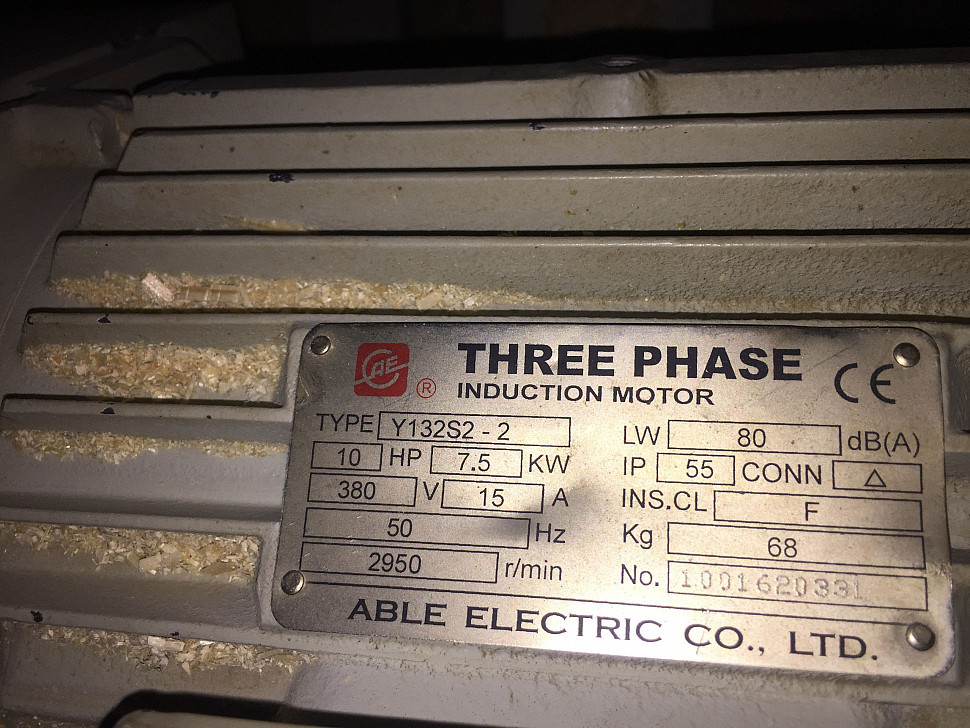 CAE ®
THREE PHASE
INDUCTION MOTOR
CE
TYPE Y132S2 - 2
10 HP 7.5 KW
380 V 15 A
50 Hz
2950 r/min
LW 80 dB(A)
IP 55 CONN △
INS.CL F
Kg 68
No. 1001620331
ABLE ELECTRIC CO., LTD.